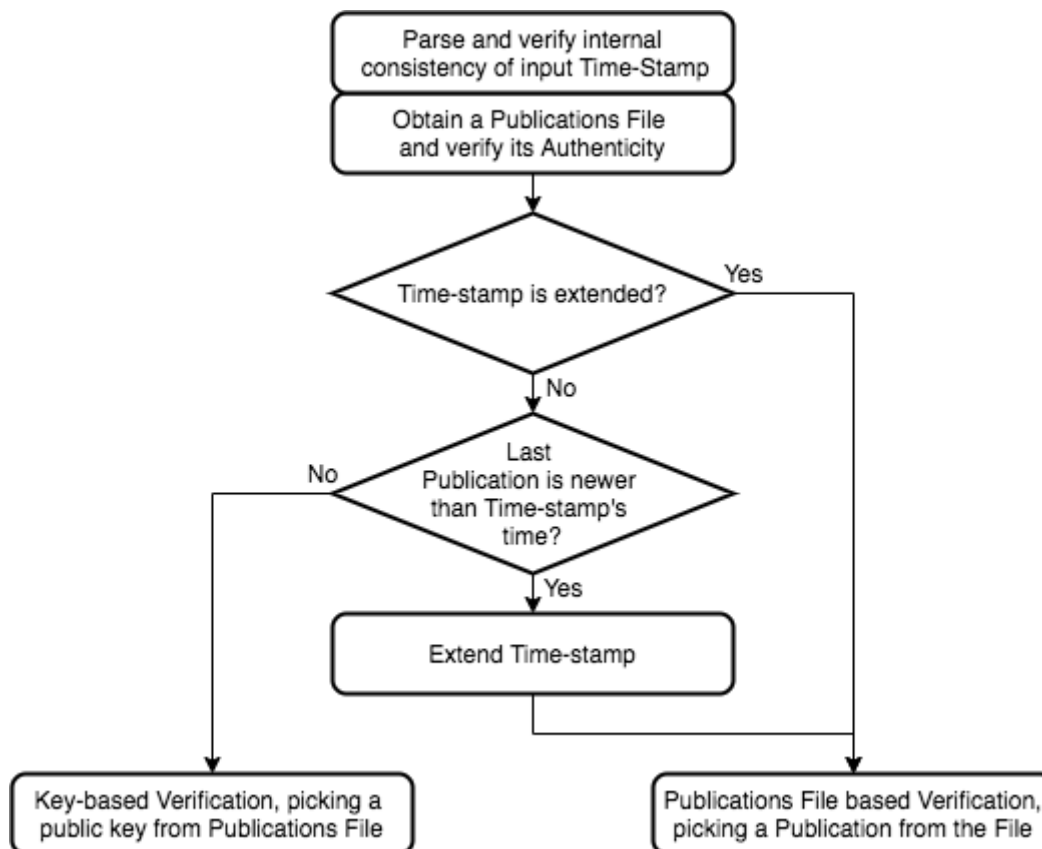 Parse and verify internal
consistency of input Time-Stamp
Obtain a Publications File
and verify its Authenticity
Time-stamp is extended?
Yes
No
Last
Publication is newer
than Time-stamp's
time?
No
Yes
Extend Time-stamp
Key-based Verification, picking a
public key from Publications File
Publications File based Verification,
picking a Publication from the File